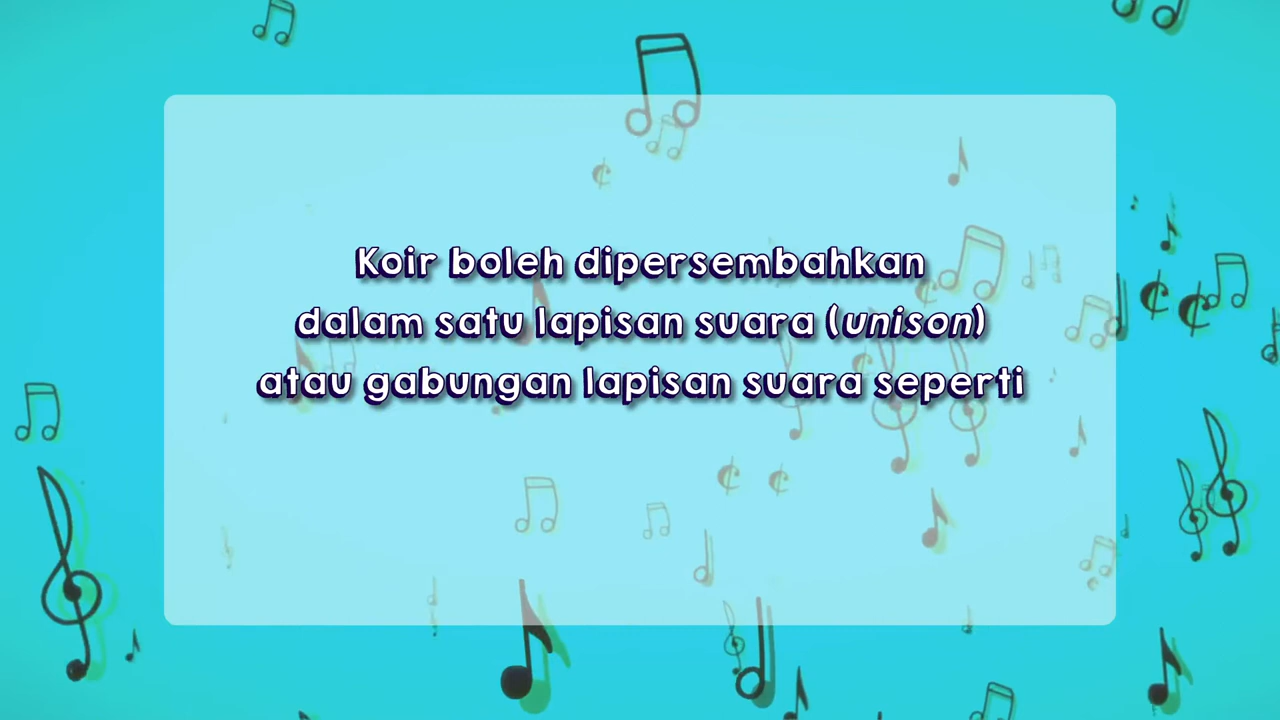 Koir boleh dipersembahkan
dalam satu lapisan suara (unison)
atau gabungan lapisan suara seperti